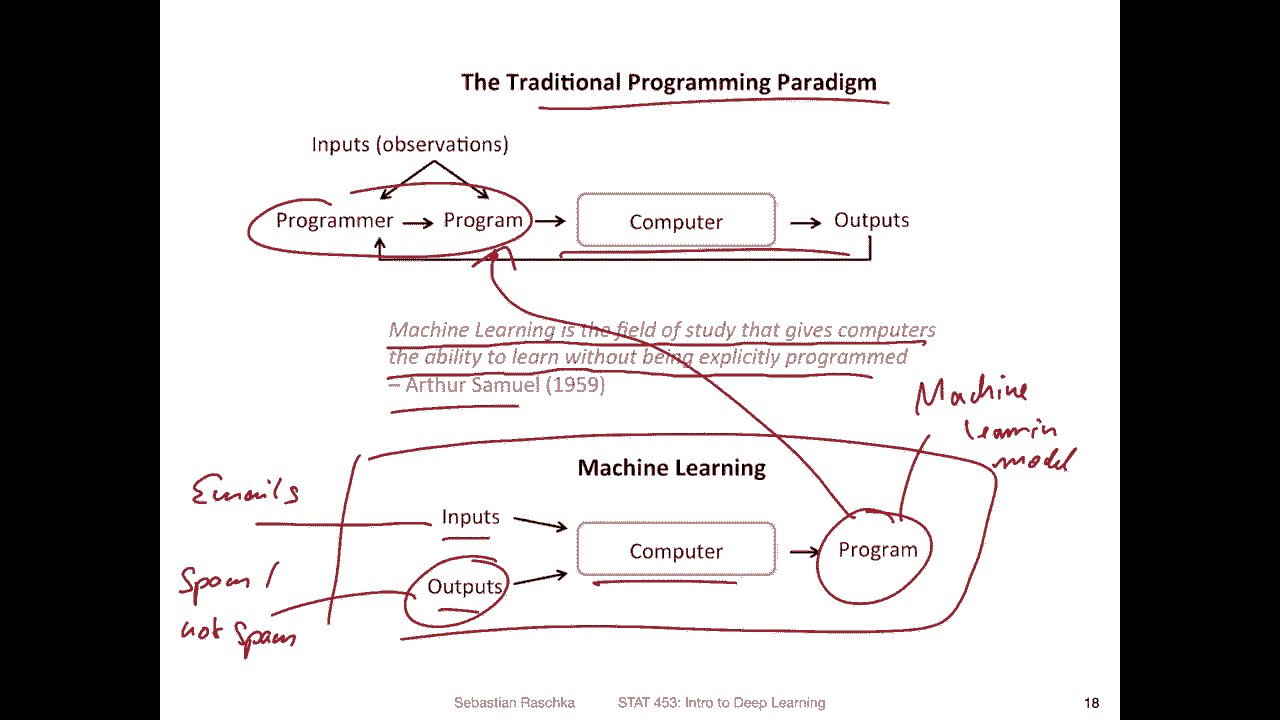 The Traditional Programming Paradigm
Inputs (observations)
Programmer Program Computer Outputs
Machine Learning is the field of study that gives computers
the ability to learn without being explicitly programmed
– Arthur Samuel (1959)
Machine
learnin
model
Machine Learning
Emails
Inputs
Computer Program
Spam /
Outputs
not spam
Sebastian Raschka STAT 453: Intro to Deep Learning 18